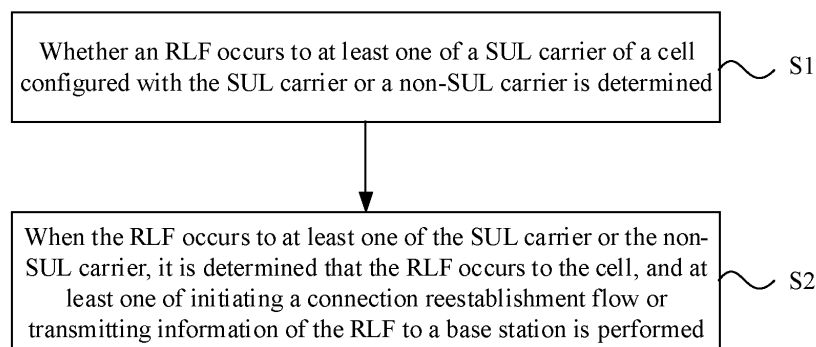 Whether an RLF occurs to at least one of a SUL carrier of a cell
configured with the SUL carrier or a non-SUL carrier is determined
S1
When the RLF occurs to at least one of the SUL carrier or the non-
SUL carrier, it is determined that the RLF occurs to the cell, and at
least one of initiating a connection reestablishment flow or
transmitting information of the RLF to a base station is performed
S2